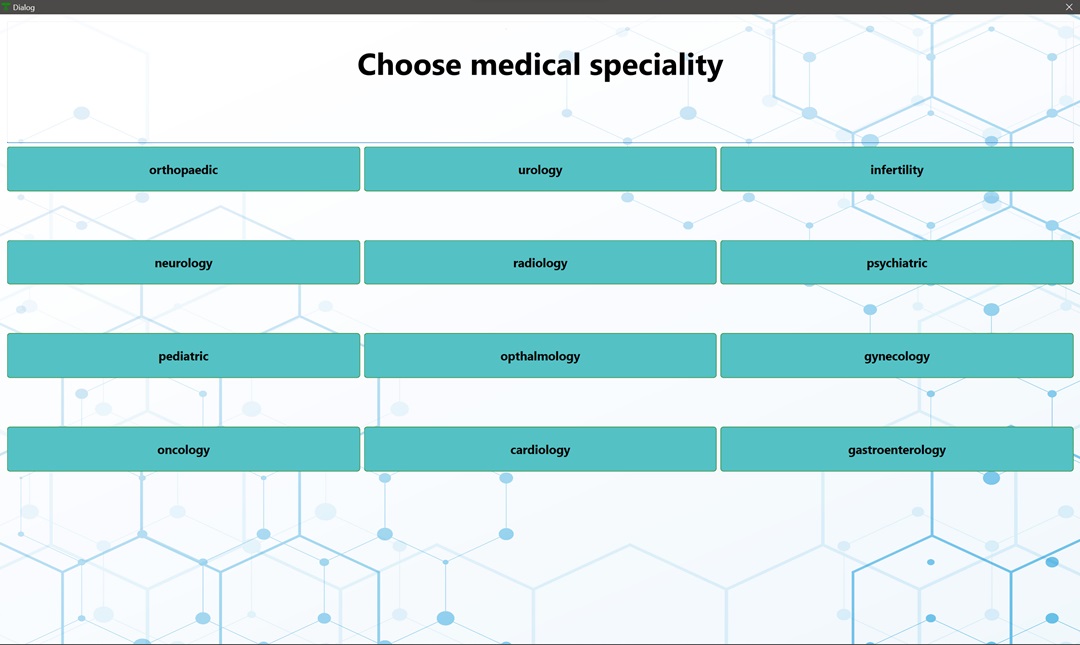 Dialog
Choose medical speciality
orthopaedic
urology
infertility
neurology
radiology
psychiatric
pediatric
opthalmology
gynecology
oncology
cardiology
gastroenterology